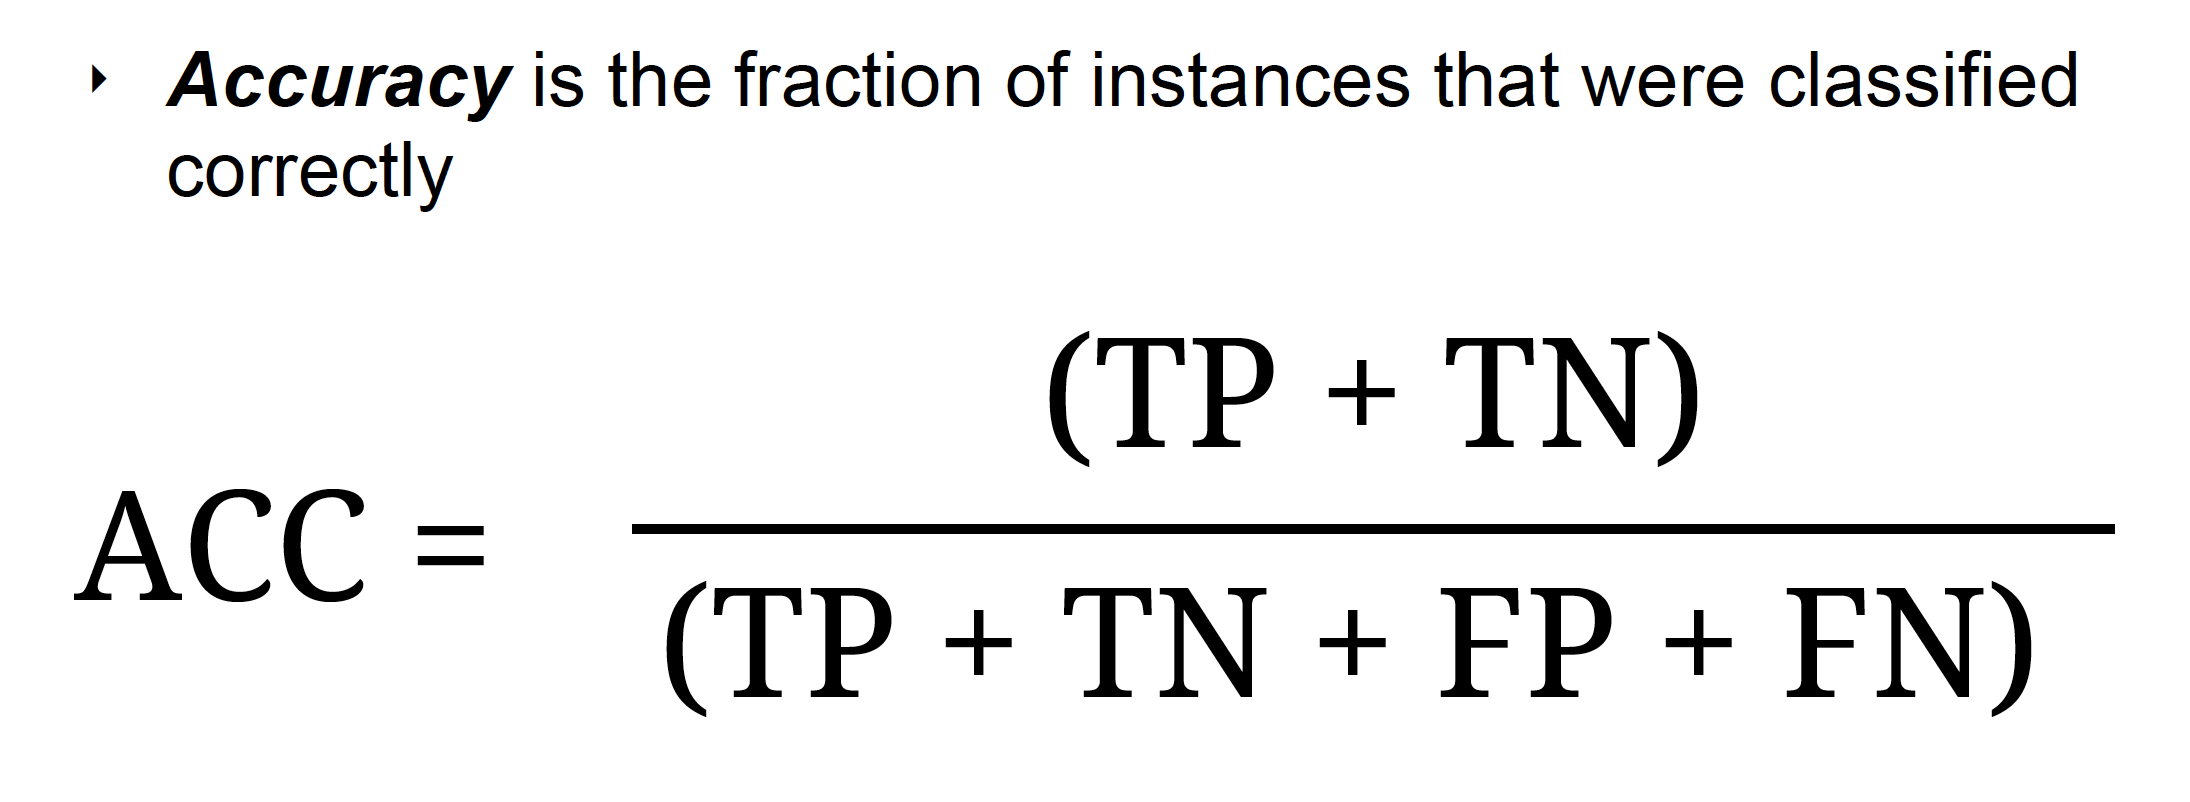 ‣ Accuracy is the fraction of instances that were classified
correctly
(TP + TN)
ACC =
(TP + TN + FP + FN)